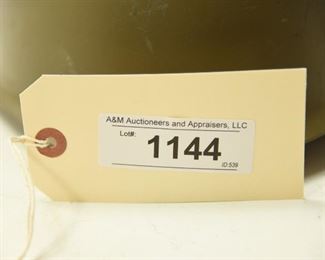 A&M Auctioneers and Appraisers, LLC
Lot#:
1144
ID:539